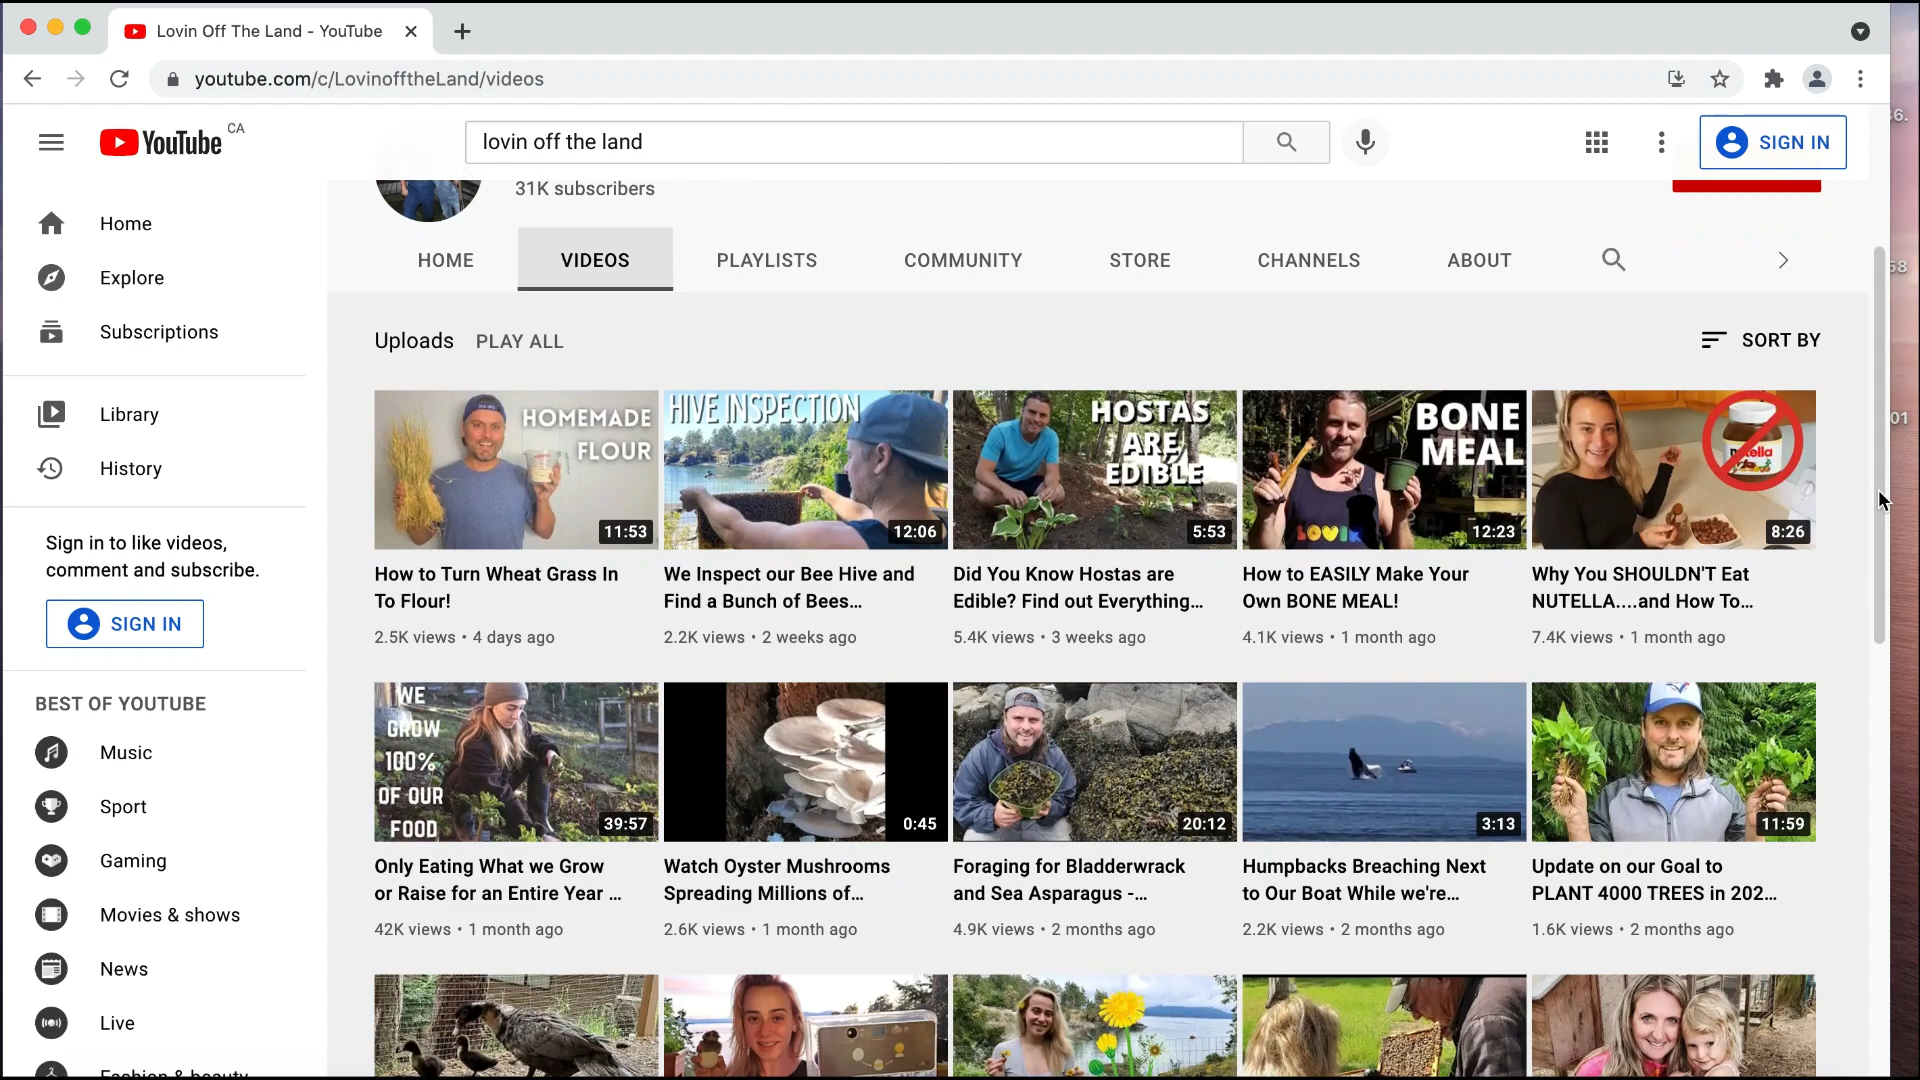 Lovin Off The Land - YouTube
youtube.com/c/LovinofftheLand/videos
YouTube CA
lovin off the land
SIGN IN
31K subscribers
HOME VIDEOS PLAYLISTS COMMUNITY STORE CHANNELS ABOUT
Home
Explore
Subscriptions
Library
History
Sign in to like videos,
comment and subscribe.
SIGN IN
BEST OF YOUTUBE
Music
Sport
Gaming
Movies & shows
News
Live
Fashion & beauty
Uploads PLAY ALL
SORT BY
HOMEMADE
FLOUR
11:53
How to Turn Wheat Grass In
To Flour!
2.5K views • 4 days ago
HIVE INSPECTION
12:06
We Inspect our Bee Hive and
Find a Bunch of Bees...
2.2K views • 2 weeks ago
HOSTAS
ARE
EDIBLE
5:53
Did You Know Hostas are
Edible? Find out Everything...
5.4K views • 3 weeks ago
BONE
MEAL
12:23
How to EASILY Make Your
Own BONE MEAL!
4.1K views • 1 month ago
8:26
Why You SHOULDN'T Eat
NUTELLA....and How To...
7.4K views • 1 month ago
WE
GROW
100%
OF OUR
FOOD
39:57
Only Eating What we Grow
or Raise for an Entire Year ...
42K views • 1 month ago
0:45
Watch Oyster Mushrooms
Spreading Millions of...
2.6K views • 1 month ago
20:12
Foraging for Bladderwrack
and Sea Asparagus -...
4.9K views • 2 months ago
3:13
Humpbacks Breaching Next
to Our Boat While we're...
2.2K views • 2 months ago
11:59
Update on our Goal to
PLANT 4000 TREES in 202...
1.6K views • 2 months ago